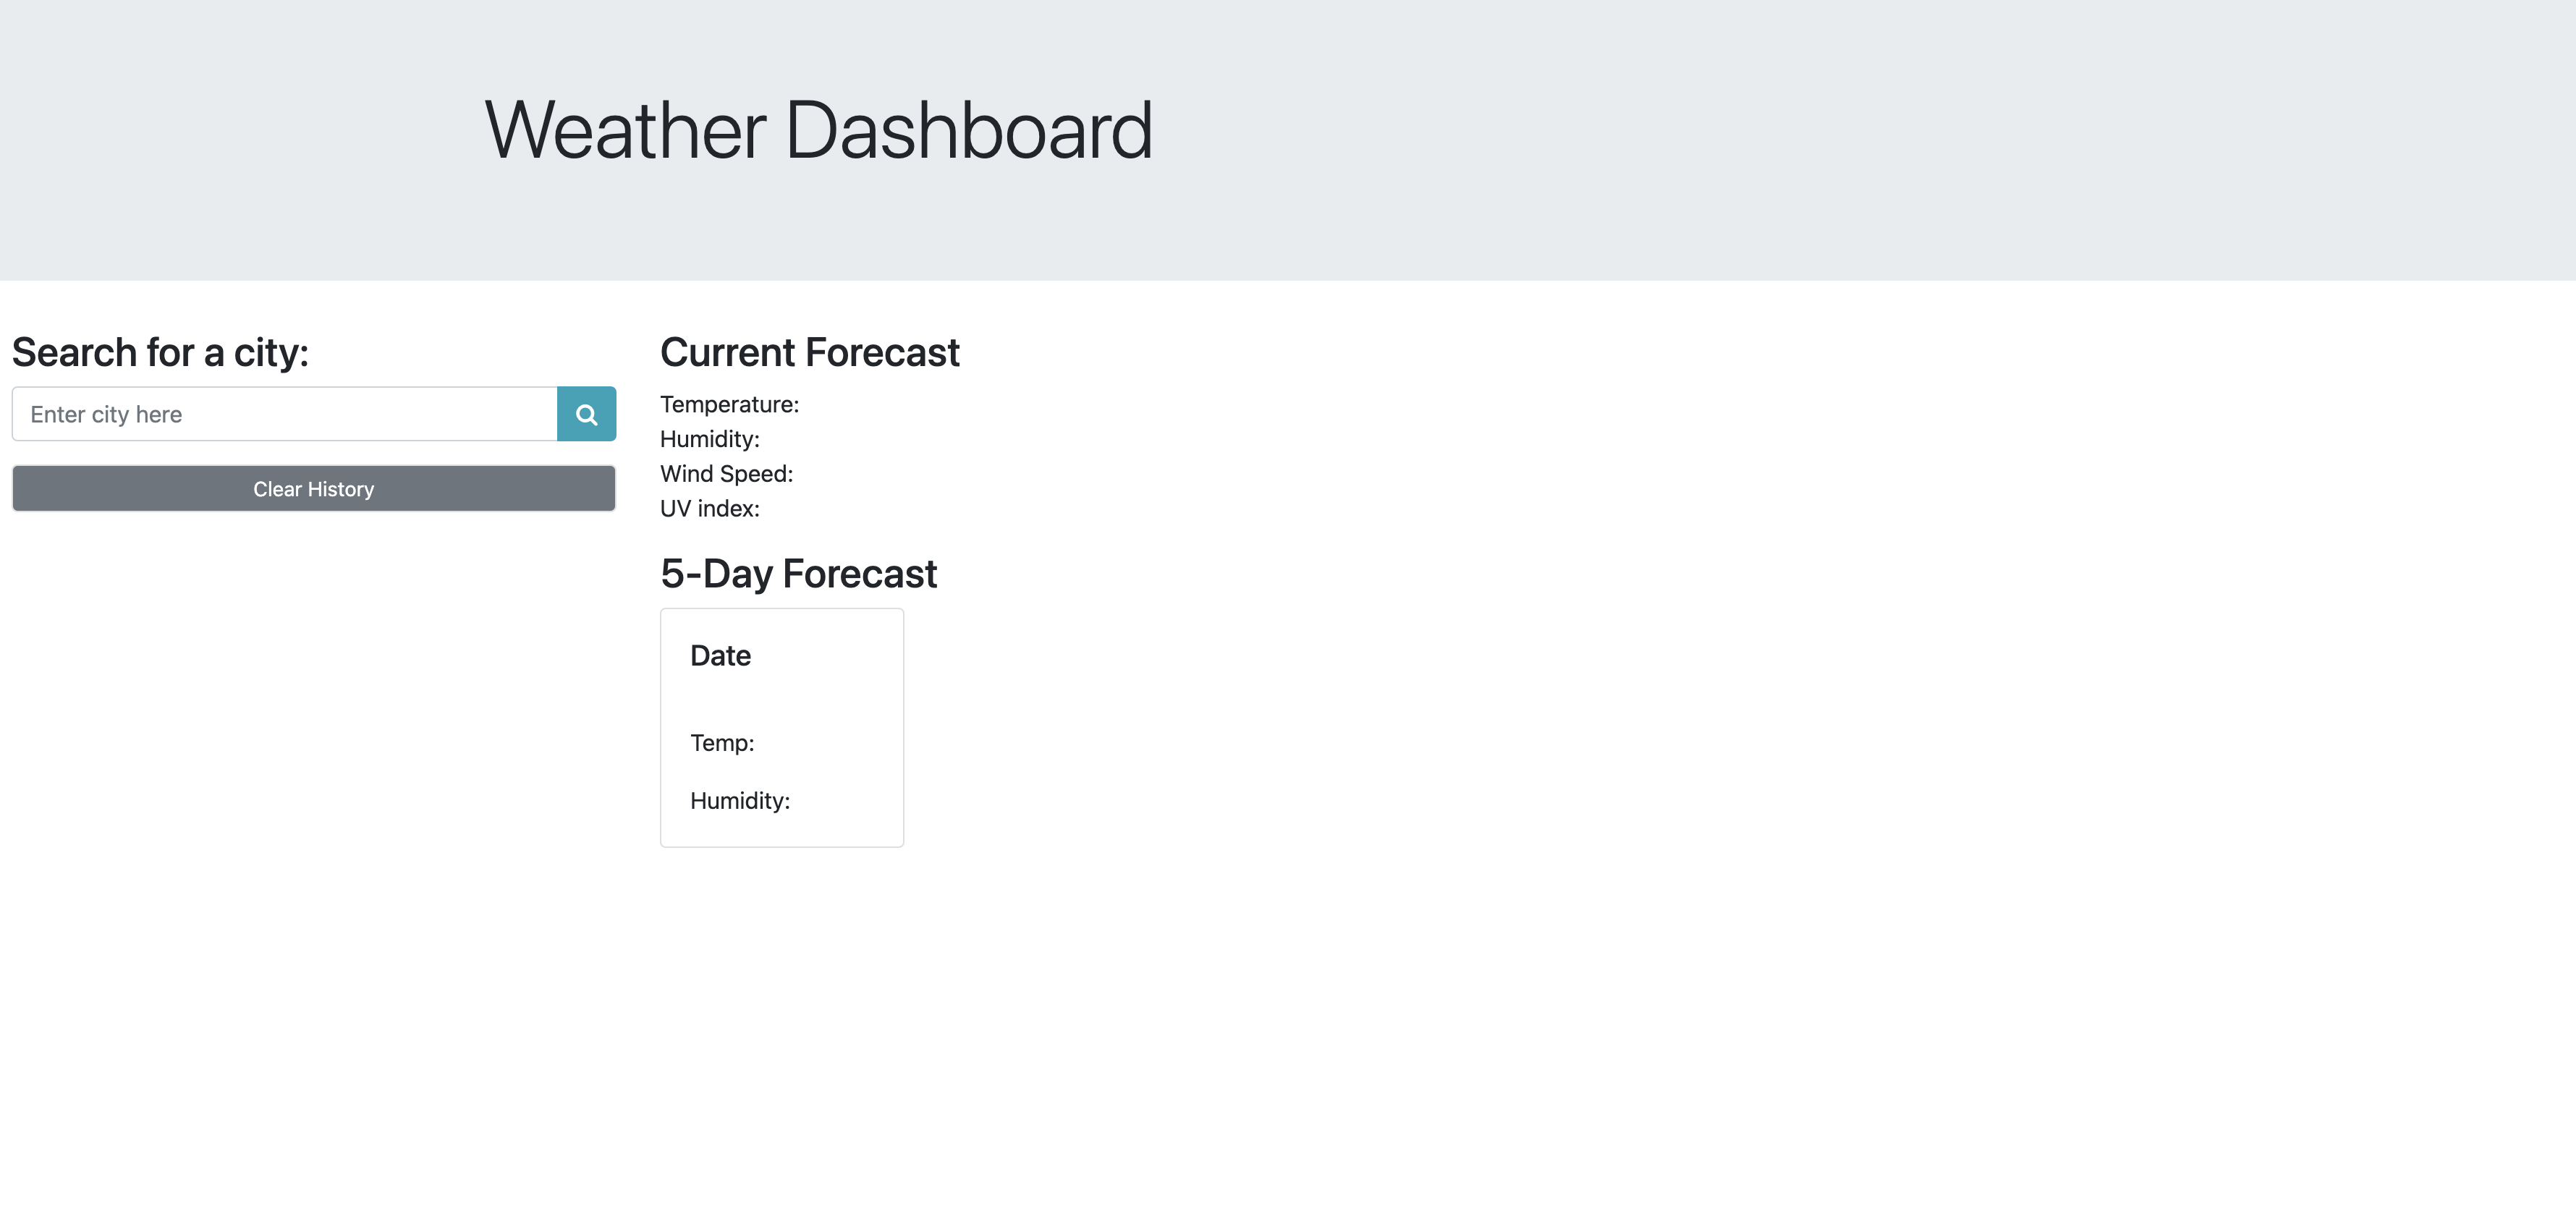 Weather Dashboard
Search for a city:
Enter city here
Clear History
Current Forecast
Temperature:
Humidity:
Wind Speed:
UV index:
5-Day Forecast
Date
Temp:
Humidity: